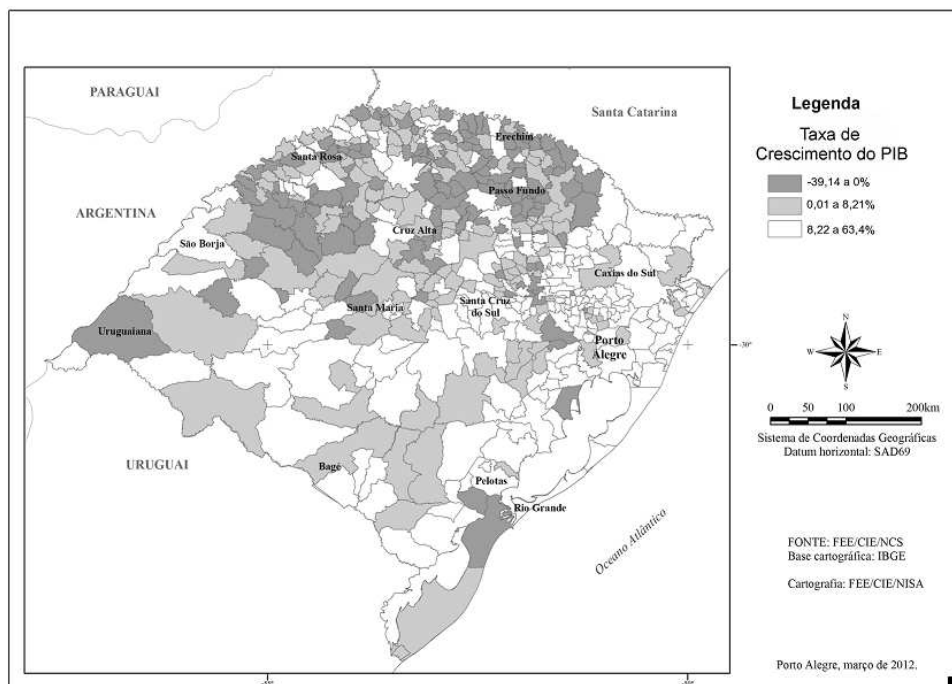 PARAGUAI
Santa Catarina
Erechim
Santa Rosa
Passo Fundo
ARGENTINA
Cruz Alta
São Borja
Caxias do Sul
Santa Maria
Santa Cruz
do Sul
Uruguaiana
Porto
Alegre
URUGUAI
Bagé
Pelotas
Rio Grande
Oceano Atlântico
-30°
Legenda
Taxa de
Crescimento do PIB
-39,14 a 0%
0,01 a 8,21%
8,22 a 63,4%
N
W
E
S
0 50 100 200km
Sistema de Coordenadas Geográficas
Datum horizontal: SAD69
FONTE: FEE/CIE/NCS
Base cartográfica: IBGE
Cartografia: FEE/CIE/NISA
Porto Alegre, março de 2012.